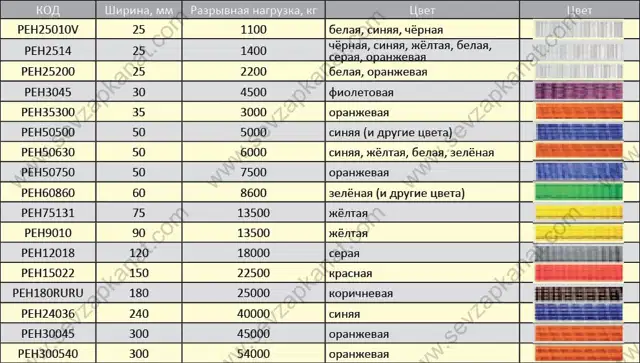 КОД Ширина, мм Разрывная нагрузка, кг Цвет Цвет
PEH25010V 25 1100 белая, синяя, чёрная
PEH2514 25 1400 чёрная, синяя, жёлтая, белая, серая, оранжевая
PEH25200 25 2200 белая, оранжевая
PEH3045 30 4500 фиолетовая
PEH35300 35 3000 оранжевая
PEH50500 50 5000 синяя (и другие цвета)
PEH50630 50 6000 синяя, жёлтая, белая, зелёная
PEH50750 50 7500 оранжевая
PEH60860 60 8600 зелёная (и другие цвета)
PEH75131 75 13500 жёлтая
PEH9010 90 13500 жёлтая
PEH12018 120 18000 серая
PEH15022 150 22500 красная
PEH180RURU 180 25000 коричневая
PEH24036 240 40000 синяя
PEH30045 300 45000 оранжевая
PEH300540 300 54000 оранжевая
www.sevzapkanat.com